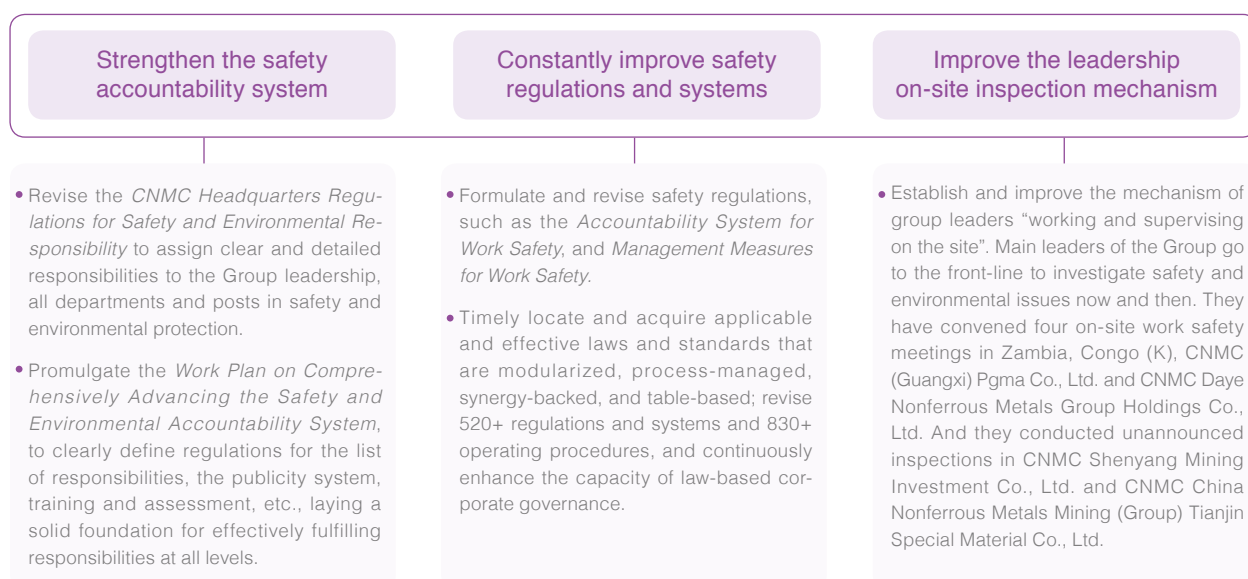 Strengthen the safety
accountability system
• Revise the CNMC Headquarters Regu-
lations for Safety and Environmental Re-
sponsibility to assign clear and detailed
responsibilities to the Group leadership,
all departments and posts in safety and
environmental protection.
• Promulgate the Work Plan on Compre-
hensively Advancing the Safety and
Environmental Accountability System,
to clearly define regulations for the list
of responsibilities, the publicity system,
training and assessment, etc., laying a
solid foundation for effectively fulfilling
responsibilities at all levels.
Constantly improve safety
regulations and systems
• Formulate and revise safety regulations,
such as the Accountability System for
Work Safety, and Management Measures
for Work Safety.
• Timely locate and acquire applicable
and effective laws and standards that
are modularized, process-managed,
synergy-backed, and table-based; revise
520+ regulations and systems and 830+
operating procedures, and continuously
enhance the capacity of law-based cor-
porate governance.
Improve the leadership
on-site inspection mechanism
• Establish and improve the mechanism of
group leaders “working and supervising
on the site”. Main leaders of the Group go
to the front-line to investigate safety and
environmental issues now and then. They
have convened four on-site work safety
meetings in Zambia, Congo (K), CNMC
(Guangxi) Pgma Co., Ltd. and CNMC Daye
Nonferrous Metals Group Holdings Co.,
Ltd. And they conducted unannounced
inspections in CNMC Shenyang Mining
Investment Co., Ltd. and CNMC China
Nonferrous Metals Mining (Group) Tianjin
Special Material Co., Ltd.